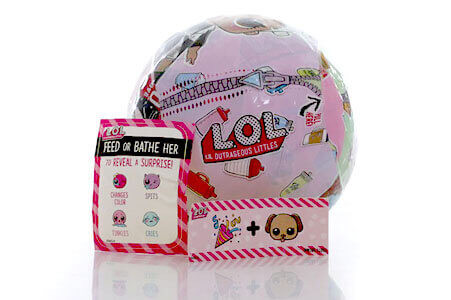 L.O.L
LIL OUTRAGEOUS LITTLES
L.O.L
FEED OR BATHE HER
TO REVEAL A SURPRISE!
CHANGES
COLOR
SPITS
TINKLES
CRIES
L.O.L
+